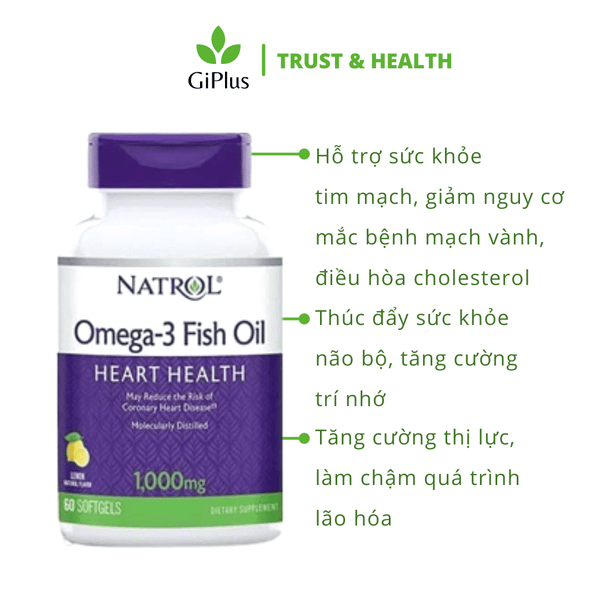 GiPlus
TRUST & HEALTH
Hỗ trợ sức khỏe
tim mạch, giảm nguy cơ
mắc bệnh mạch vành,
điều hòa cholesterol
Thúc đẩy sức khỏe
não bộ, tăng cường
trí nhớ
Tăng cường thị lực,
làm chậm quá trình
lão hóa
NATROL
Omega-3 Fish Oil
HEART HEALTH
May Reduce the Risk of
Coronary Heart Disease
Molecularly Distilled
LEMON
NATURAL FLAVOR
1,000mg
60 SOFTGELS
DIETARY SUPPLEMENT